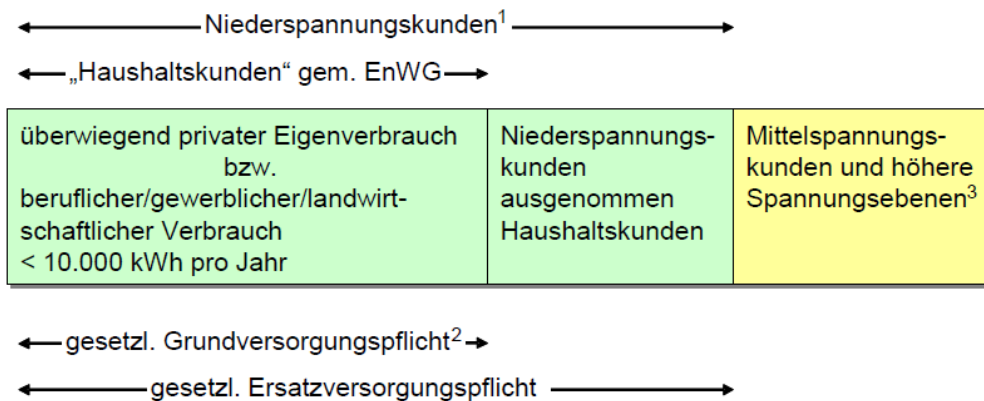 Niederspannungskunden¹
„Haushaltskunden“ gem. EnWG
überwiegend privater Eigenverbrauch
bzw.
beruflicher/gewerblicher/landwirt-
schaftlicher Verbrauch
< 10.000 kWh pro Jahr
Niederspannungs-
kunden
ausgenommen
Haushaltskunden
Mittelspannungs-
kunden und höhere
Spannungsebenen³
gesetzl. Grundversorgungspflicht²
gesetzl. Ersatzversorgungspflicht